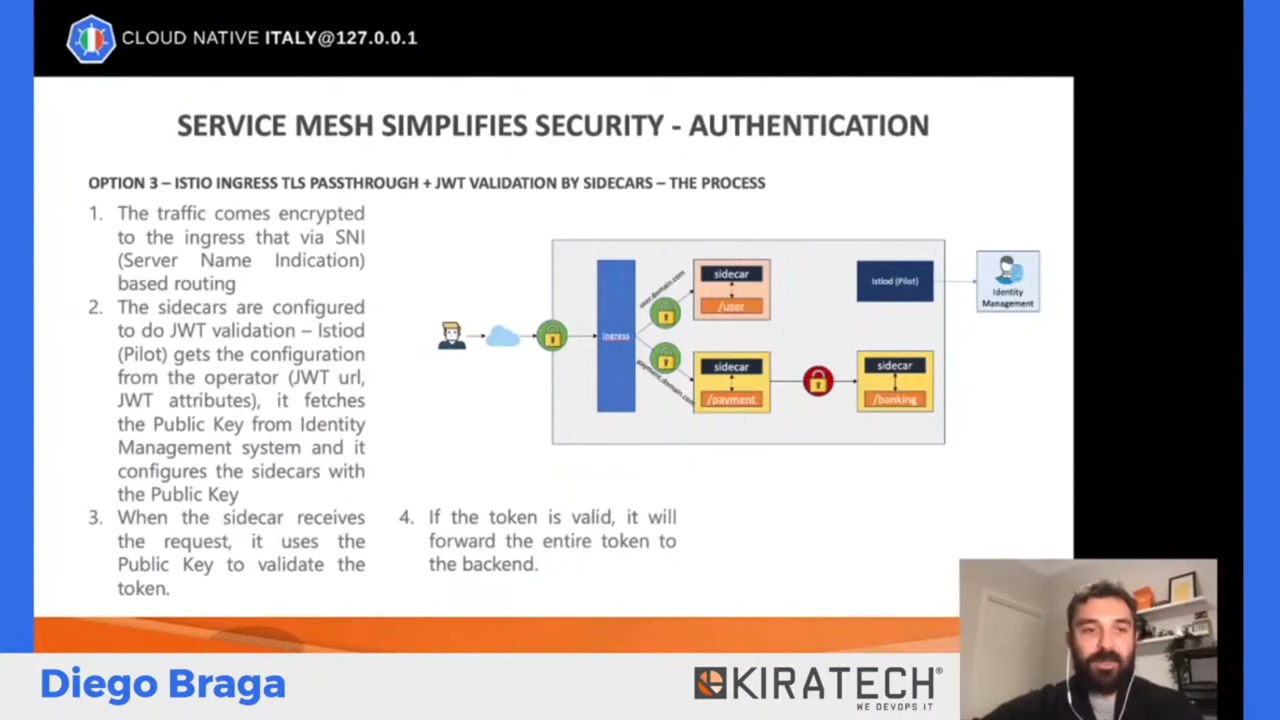 CLOUD NATIVE ITALY@127.0.0.1
SERVICE MESH SIMPLIFIES SECURITY - AUTHENTICATION
OPTION 3 – ISTIO INGRESS TLS PASSTHROUGH + JWT VALIDATION BY SIDECARS – THE PROCESS
1. The traffic comes encrypted
to the ingress that via SNI
(Server Name Indication)
based routing
2. The sidecars are configured
to do JWT validation – Istiod
(Pilot) gets the configuration
from the operator (JWT url,
JWT attributes), it fetches
the Public Key from Identity
Management system and it
configures the sidecars with
the Public Key
3. When the sidecar receives
the request, it uses the
Public Key to validate the
token.
4. If the token is valid, it will
forward the entire token to
the backend.
Ingress
user.domain.com
payment.domain.com
sidecar
/user
sidecar
/payment
sidecar
/banking
Istiod (Pilot)
Identity
Management
Diego Braga
KIRATECH®
WE DEVOPS IT